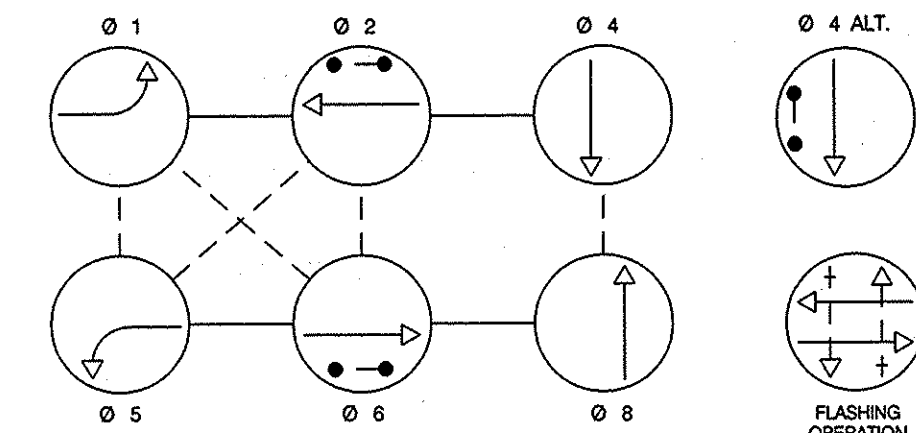 Ø 1
Ø 2
Ø 4
Ø 4 ALT.
Ø 5
Ø 6
Ø 8
FLASHING
OPERATION